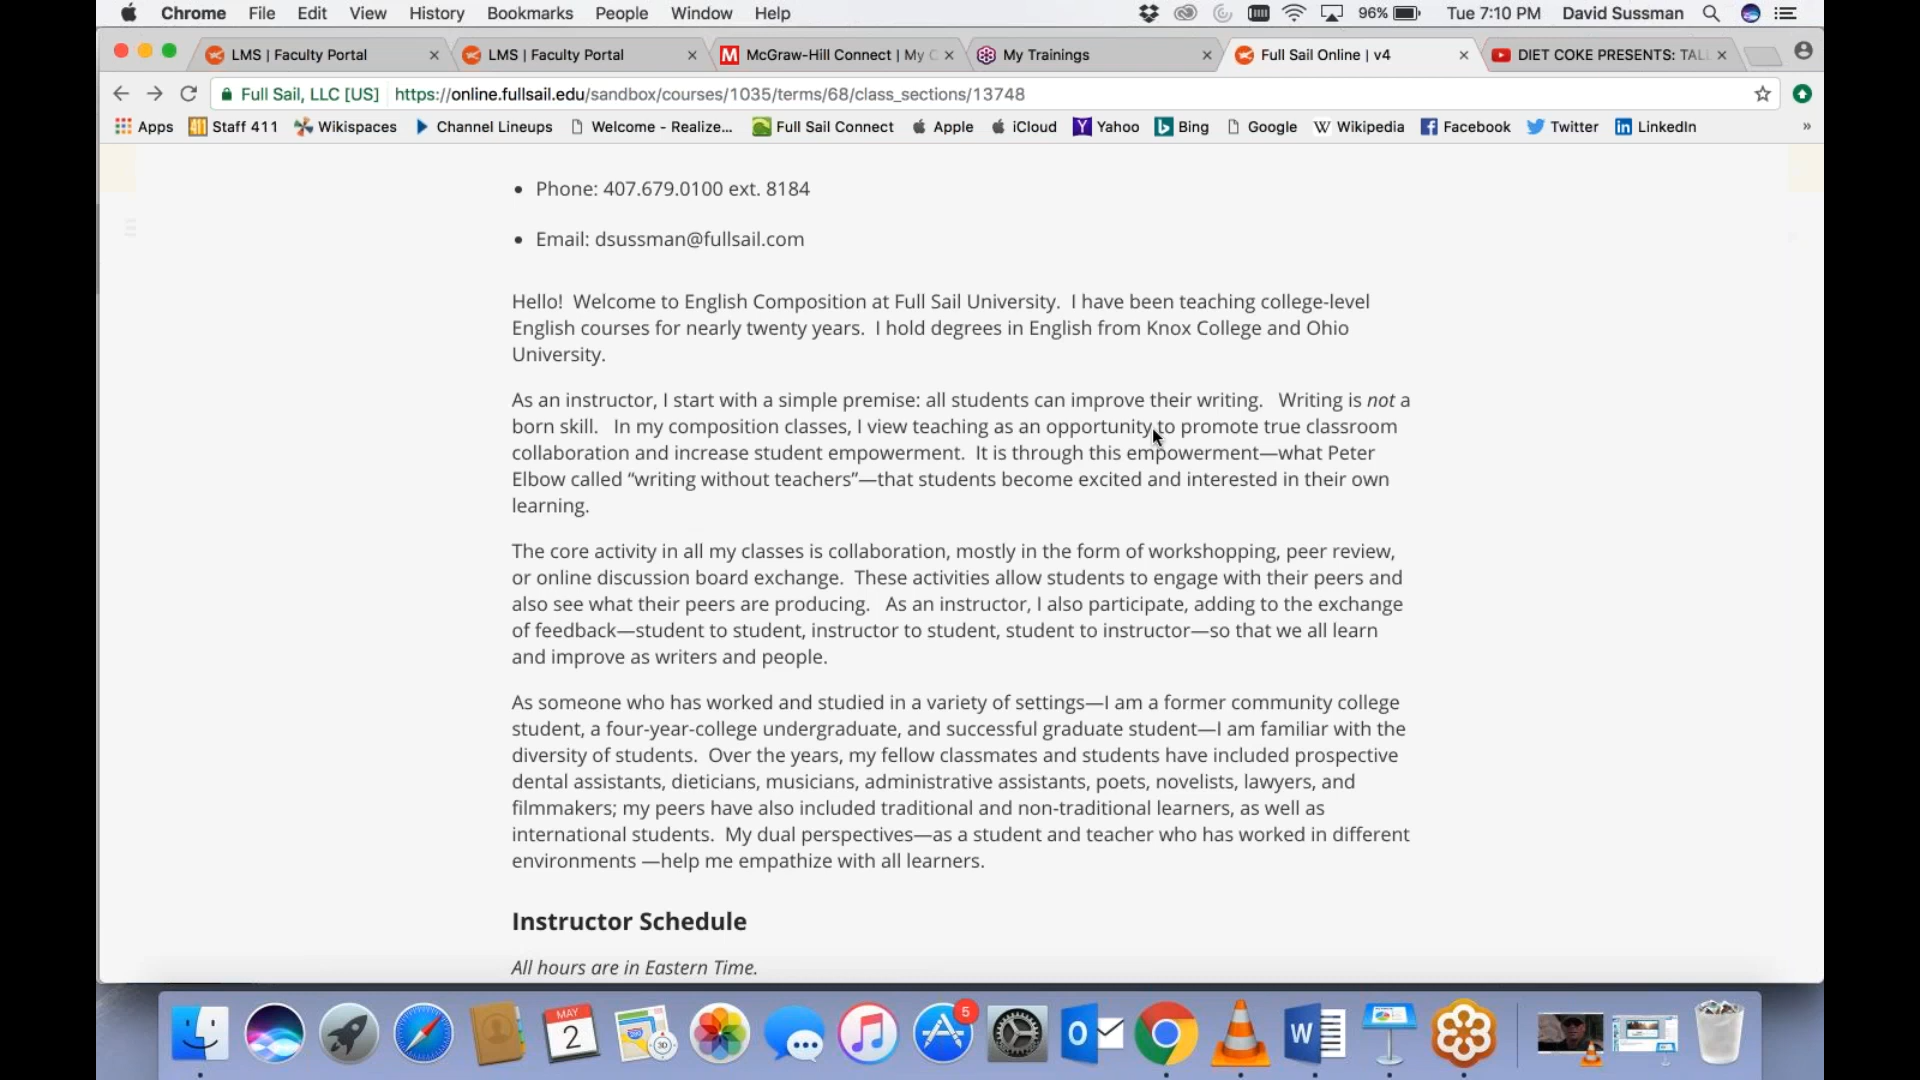 Chrome File Edit View History Bookmarks People Window Help 96% Tue 7:10 PM David Sussman
LMS | Faculty Portal LMS | Faculty Portal McGraw-Hill Connect | My C My Trainings Full Sail Online | v4 DIET COKE PRESENTS: TAL
Full Sail, LLC [US] https://online.fullsail.edu/sandbox/courses/1035/terms/68/class_sections/13748
Apps Staff 411 Wikispaces Channel Lineups Welcome - Realize... Full Sail Connect Apple iCloud Yahoo Bing Google Wikipedia Facebook Twitter LinkedIn »
• Phone: 407.679.0100 ext. 8184
• Email: dsussman@fullsail.com
Hello! Welcome to English Composition at Full Sail University. I have been teaching college-level
English courses for nearly twenty years. I hold degrees in English from Knox College and Ohio
University.
As an instructor, I start with a simple premise: all students can improve their writing. Writing is not a
born skill. In my composition classes, I view teaching as an opportunity to promote true classroom
collaboration and increase student empowerment. It is through this empowerment—what Peter
Elbow called “writing without teachers”—that students become excited and interested in their own
learning.
The core activity in all my classes is collaboration, mostly in the form of workshopping, peer review,
or online discussion board exchange. These activities allow students to engage with their peers and
also see what their peers are producing. As an instructor, I also participate, adding to the exchange
of feedback—student to student, instructor to student, student to instructor—so that we all learn
and improve as writers and people.
As someone who has worked and studied in a variety of settings—I am a former community college
student, a four-year-college undergraduate, and successful graduate student—I am familiar with the
diversity of students. Over the years, my fellow classmates and students have included prospective
dental assistants, dieticians, musicians, administrative assistants, poets, novelists, lawyers, and
filmmakers; my peers have also included traditional and non-traditional learners, as well as
international students. My dual perspectives—as a student and teacher who has worked in different
environments —help me empathize with all learners.
Instructor Schedule
All hours are in Eastern Time.
MAY
2
5